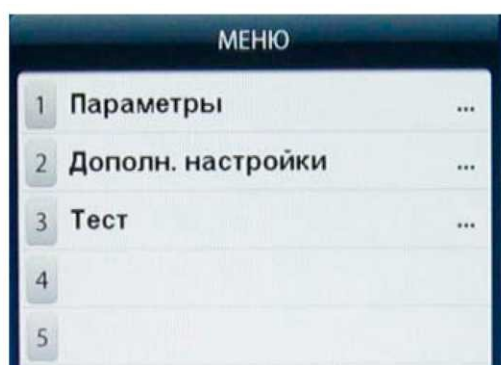 МЕНЮ
1 Параметры ...
2 Дополн. настройки ...
3 Тест ...
4
5